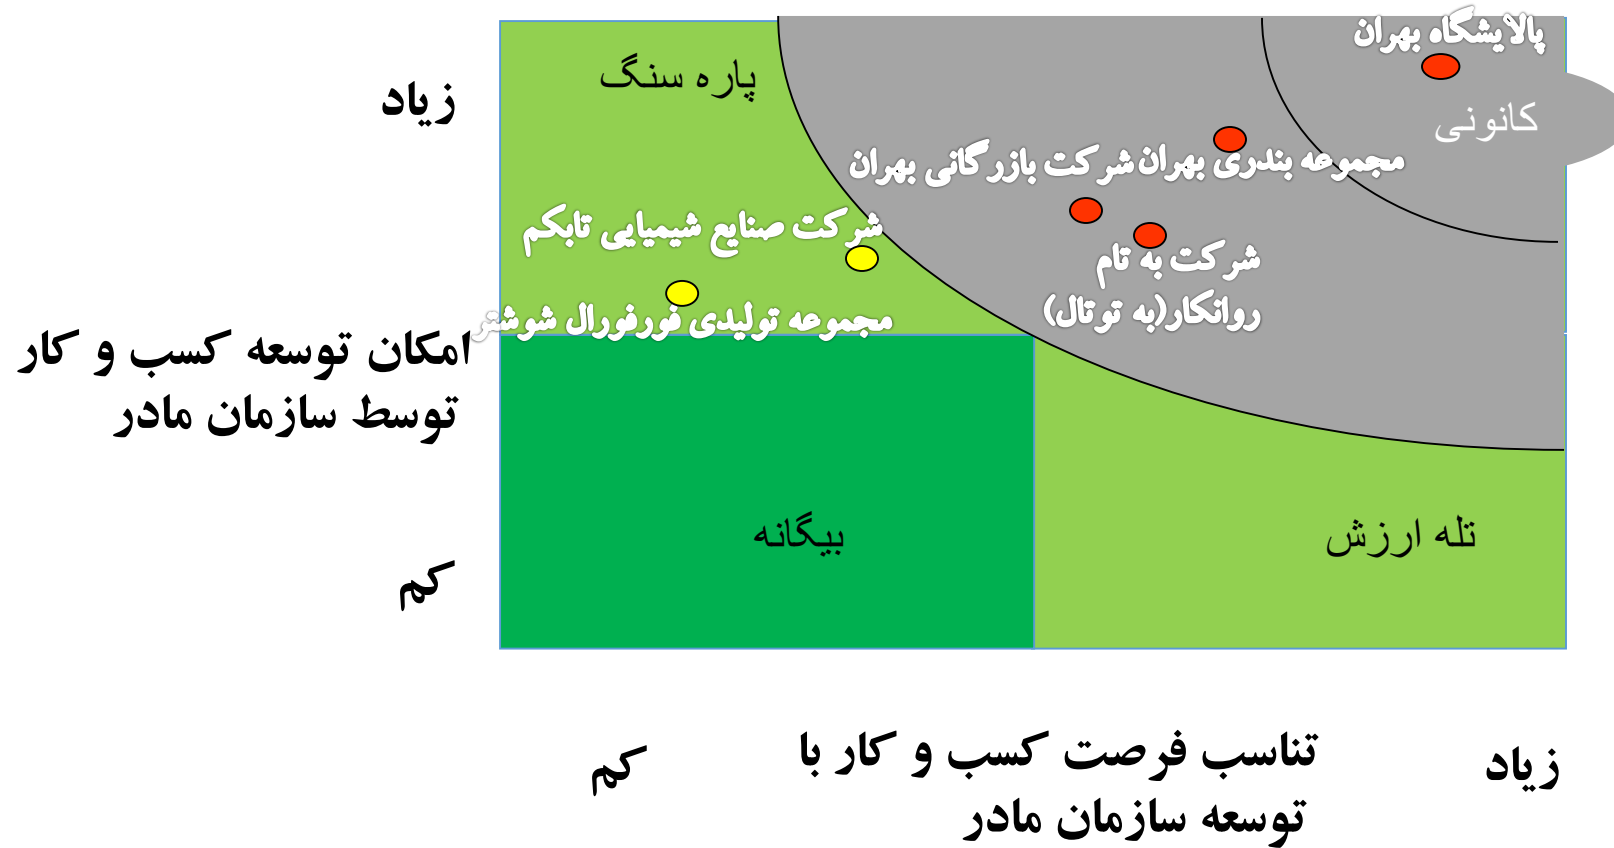 پالایشگاه بهران
کانونی
پاره سنگ
زیاد
مجموعه بندری بهران
شرکت بازرگانی بهران
شرکت صنایع شیمیایی تابکم
شرکت به تام
روانکار(به توتال)
مجموعه تولیدی فورفورال شوشتر
امکان توسعه کسب و کار
توسط سازمان مادر
بیگانه
تله ارزش
کم
زیاد
تناسب فرصت کسب و کار با
توسعه سازمان مادر
کم